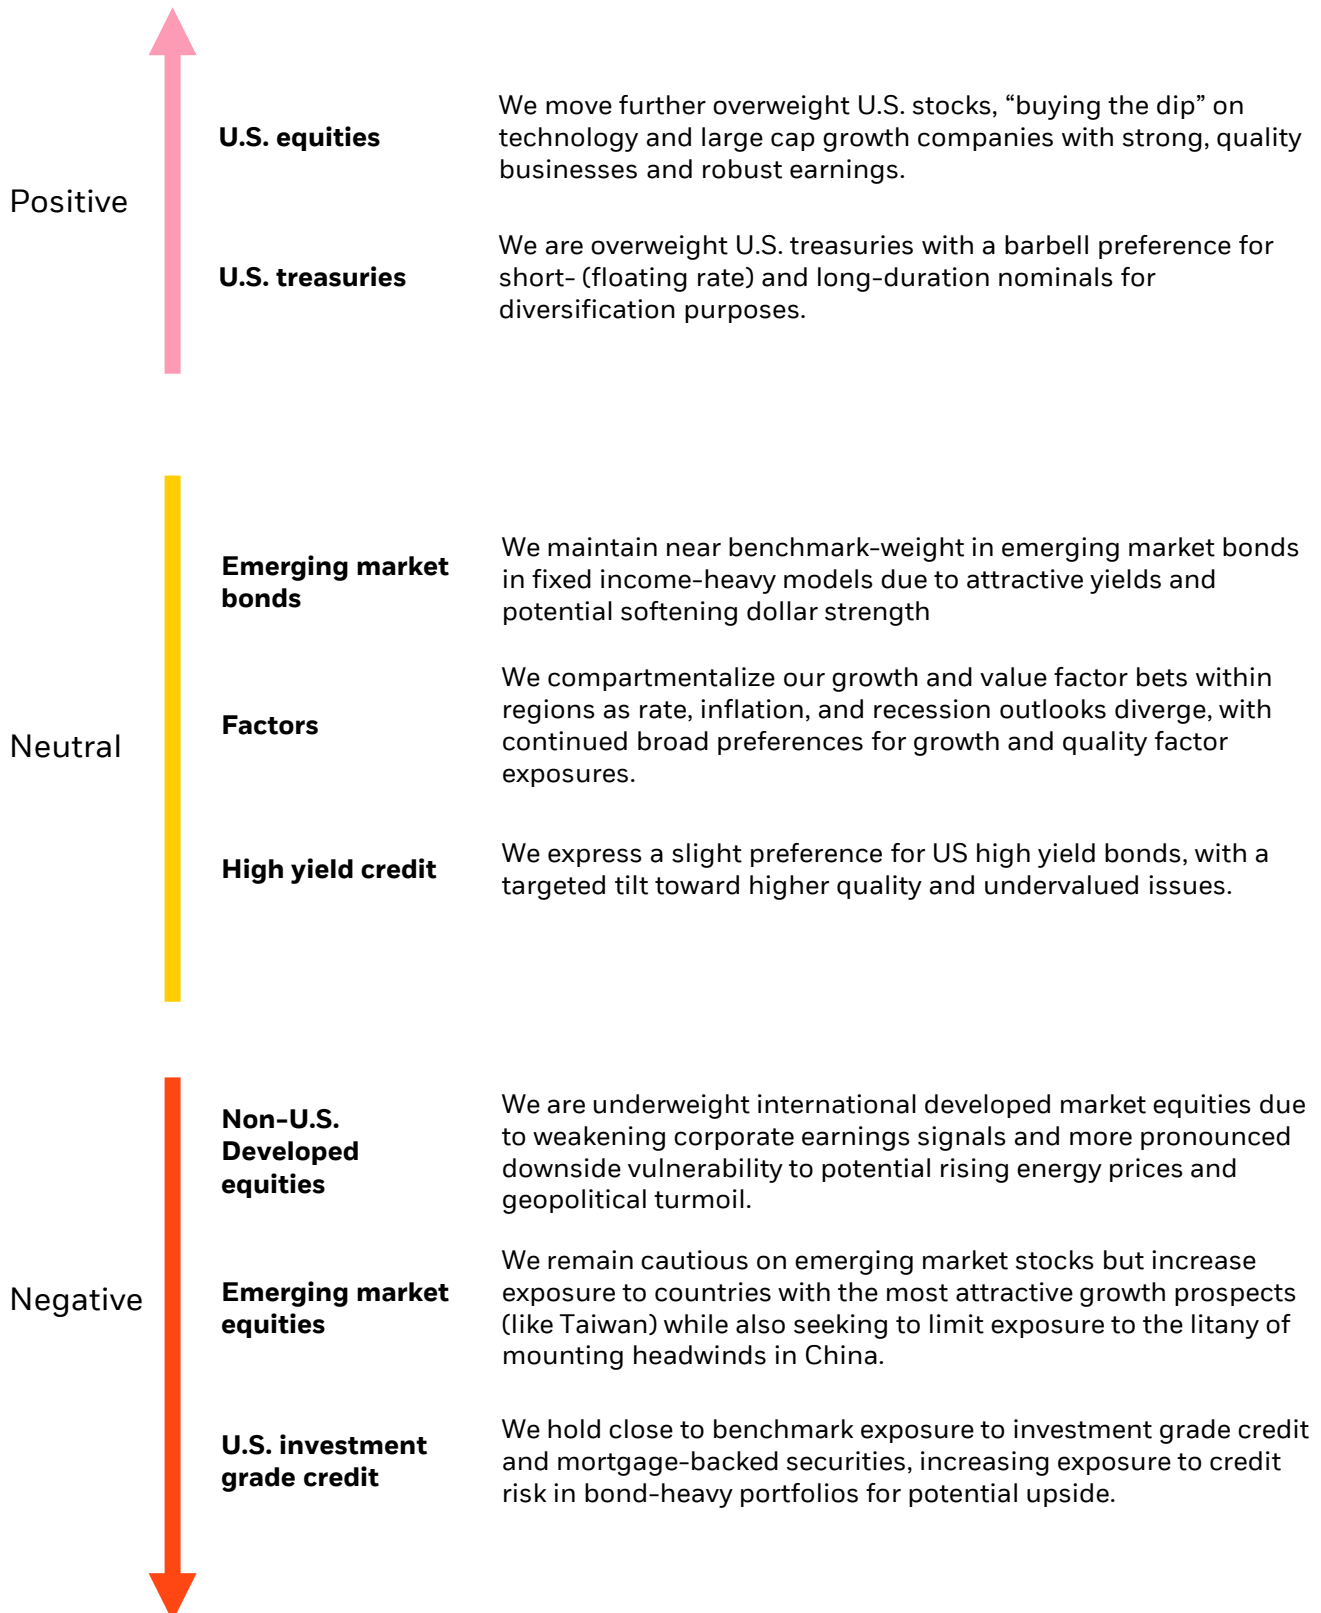 Positive
U.S. equities
We move further overweight U.S. stocks, “buying the dip” on
technology and large cap growth companies with strong, quality
businesses and robust earnings.
U.S. treasuries
We are overweight U.S. treasuries with a barbell preference for
short- (floating rate) and long-duration nominals for
diversification purposes.
Neutral
Emerging market
bonds
We maintain near benchmark-weight in emerging market bonds
in fixed income-heavy models due to attractive yields and
potential softening dollar strength
Factors
We compartmentalize our growth and value factor bets within
regions as rate, inflation, and recession outlooks diverge, with
continued broad preferences for growth and quality factor
exposures.
High yield credit
We express a slight preference for US high yield bonds, with a
targeted tilt toward higher quality and undervalued issues.
Negative
Non-U.S.
Developed
equities
We are underweight international developed market equities due
to weakening corporate earnings signals and more pronounced
downside vulnerability to potential rising energy prices and
geopolitical turmoil.
Emerging market
equities
We remain cautious on emerging market stocks but increase
exposure to countries with the most attractive growth prospects
(like Taiwan) while also seeking to limit exposure to the litany of
mounting headwinds in China.
U.S. investment
grade credit
We hold close to benchmark exposure to investment grade credit
and mortgage-backed securities, increasing exposure to credit
risk in bond-heavy portfolios for potential upside.